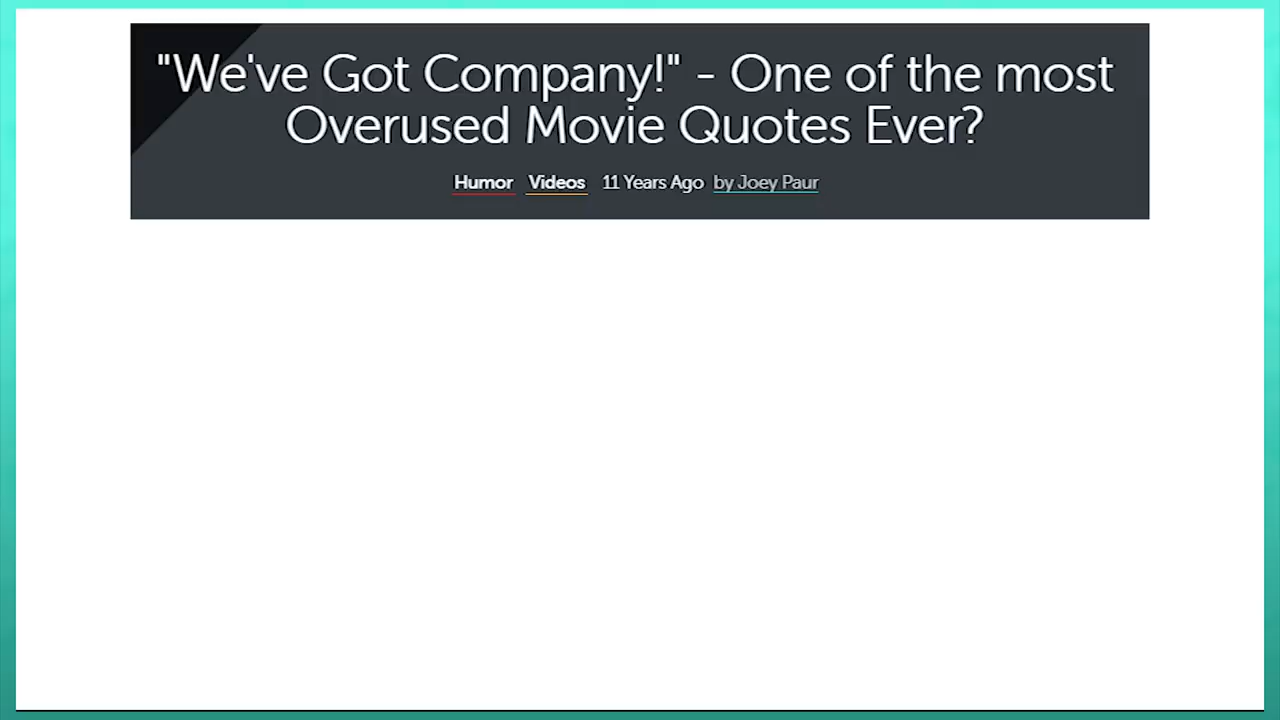 "We've Got Company!" - One of the most
Overused Movie Quotes Ever?
Humor Videos 11 Years Ago by Joey Paur